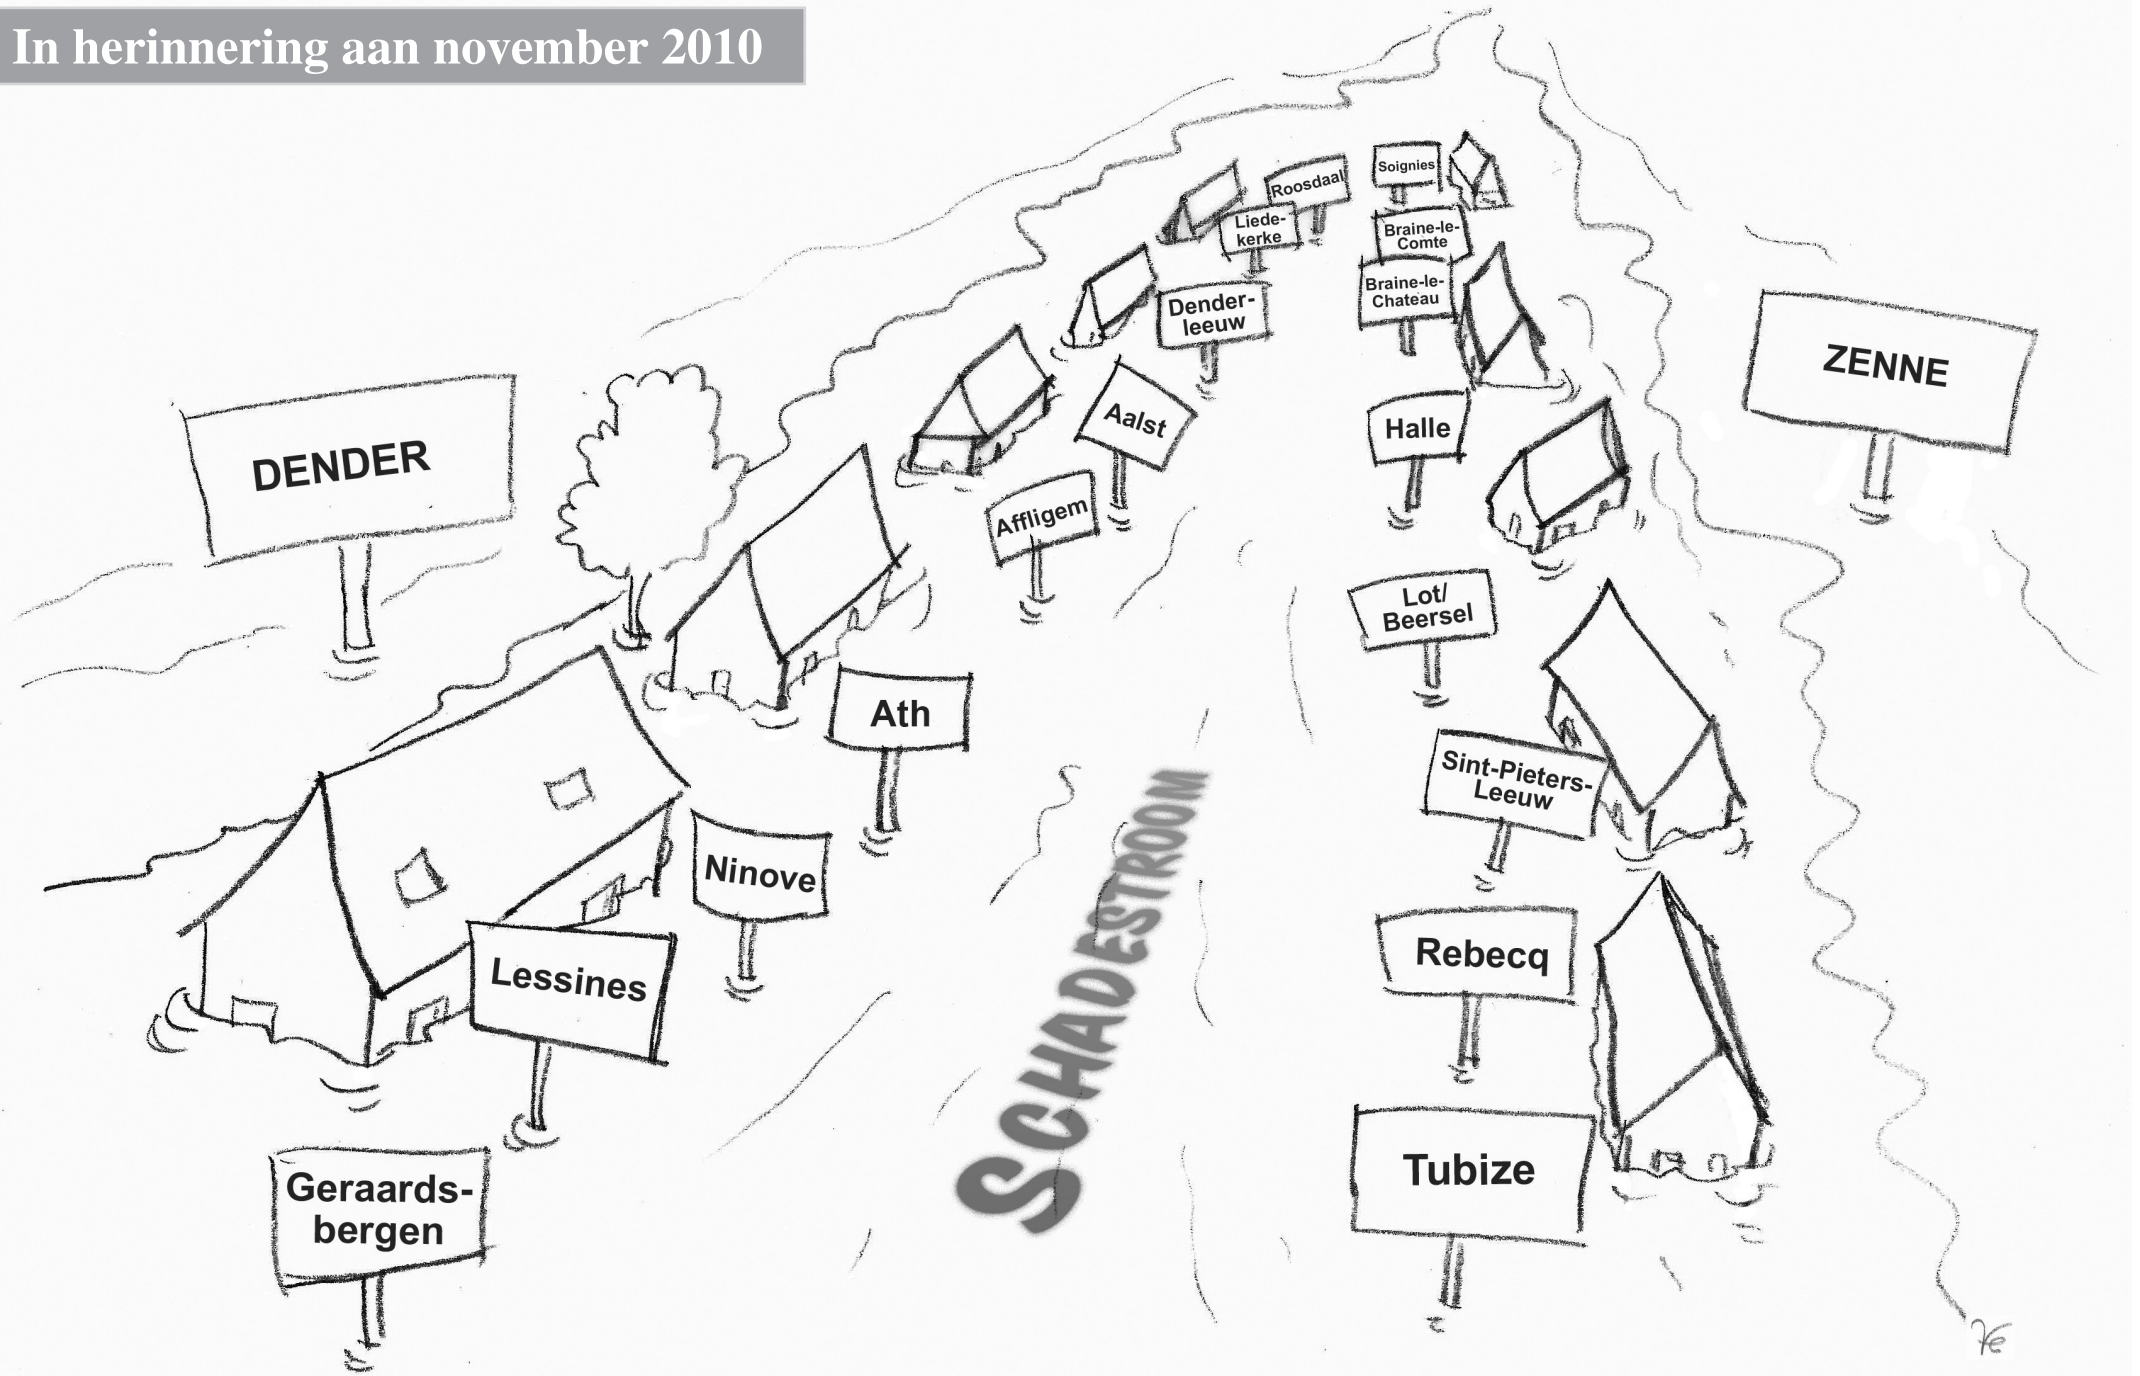 In herinnering aan november 2010
DENDER
ZENNE
Roosdaal
Liede-
kerke
Dender-
leeuw
Aalst
Affligem
Ath
Ninove
Lessines
Geraards-
bergen
SCHADESTROOM
Soignies
Braine-le-
Comte
Braine-le-
Chateau
Halle
Lot/
Beersel
Sint-Pieters-
Leeuw
Rebecq
Tubize